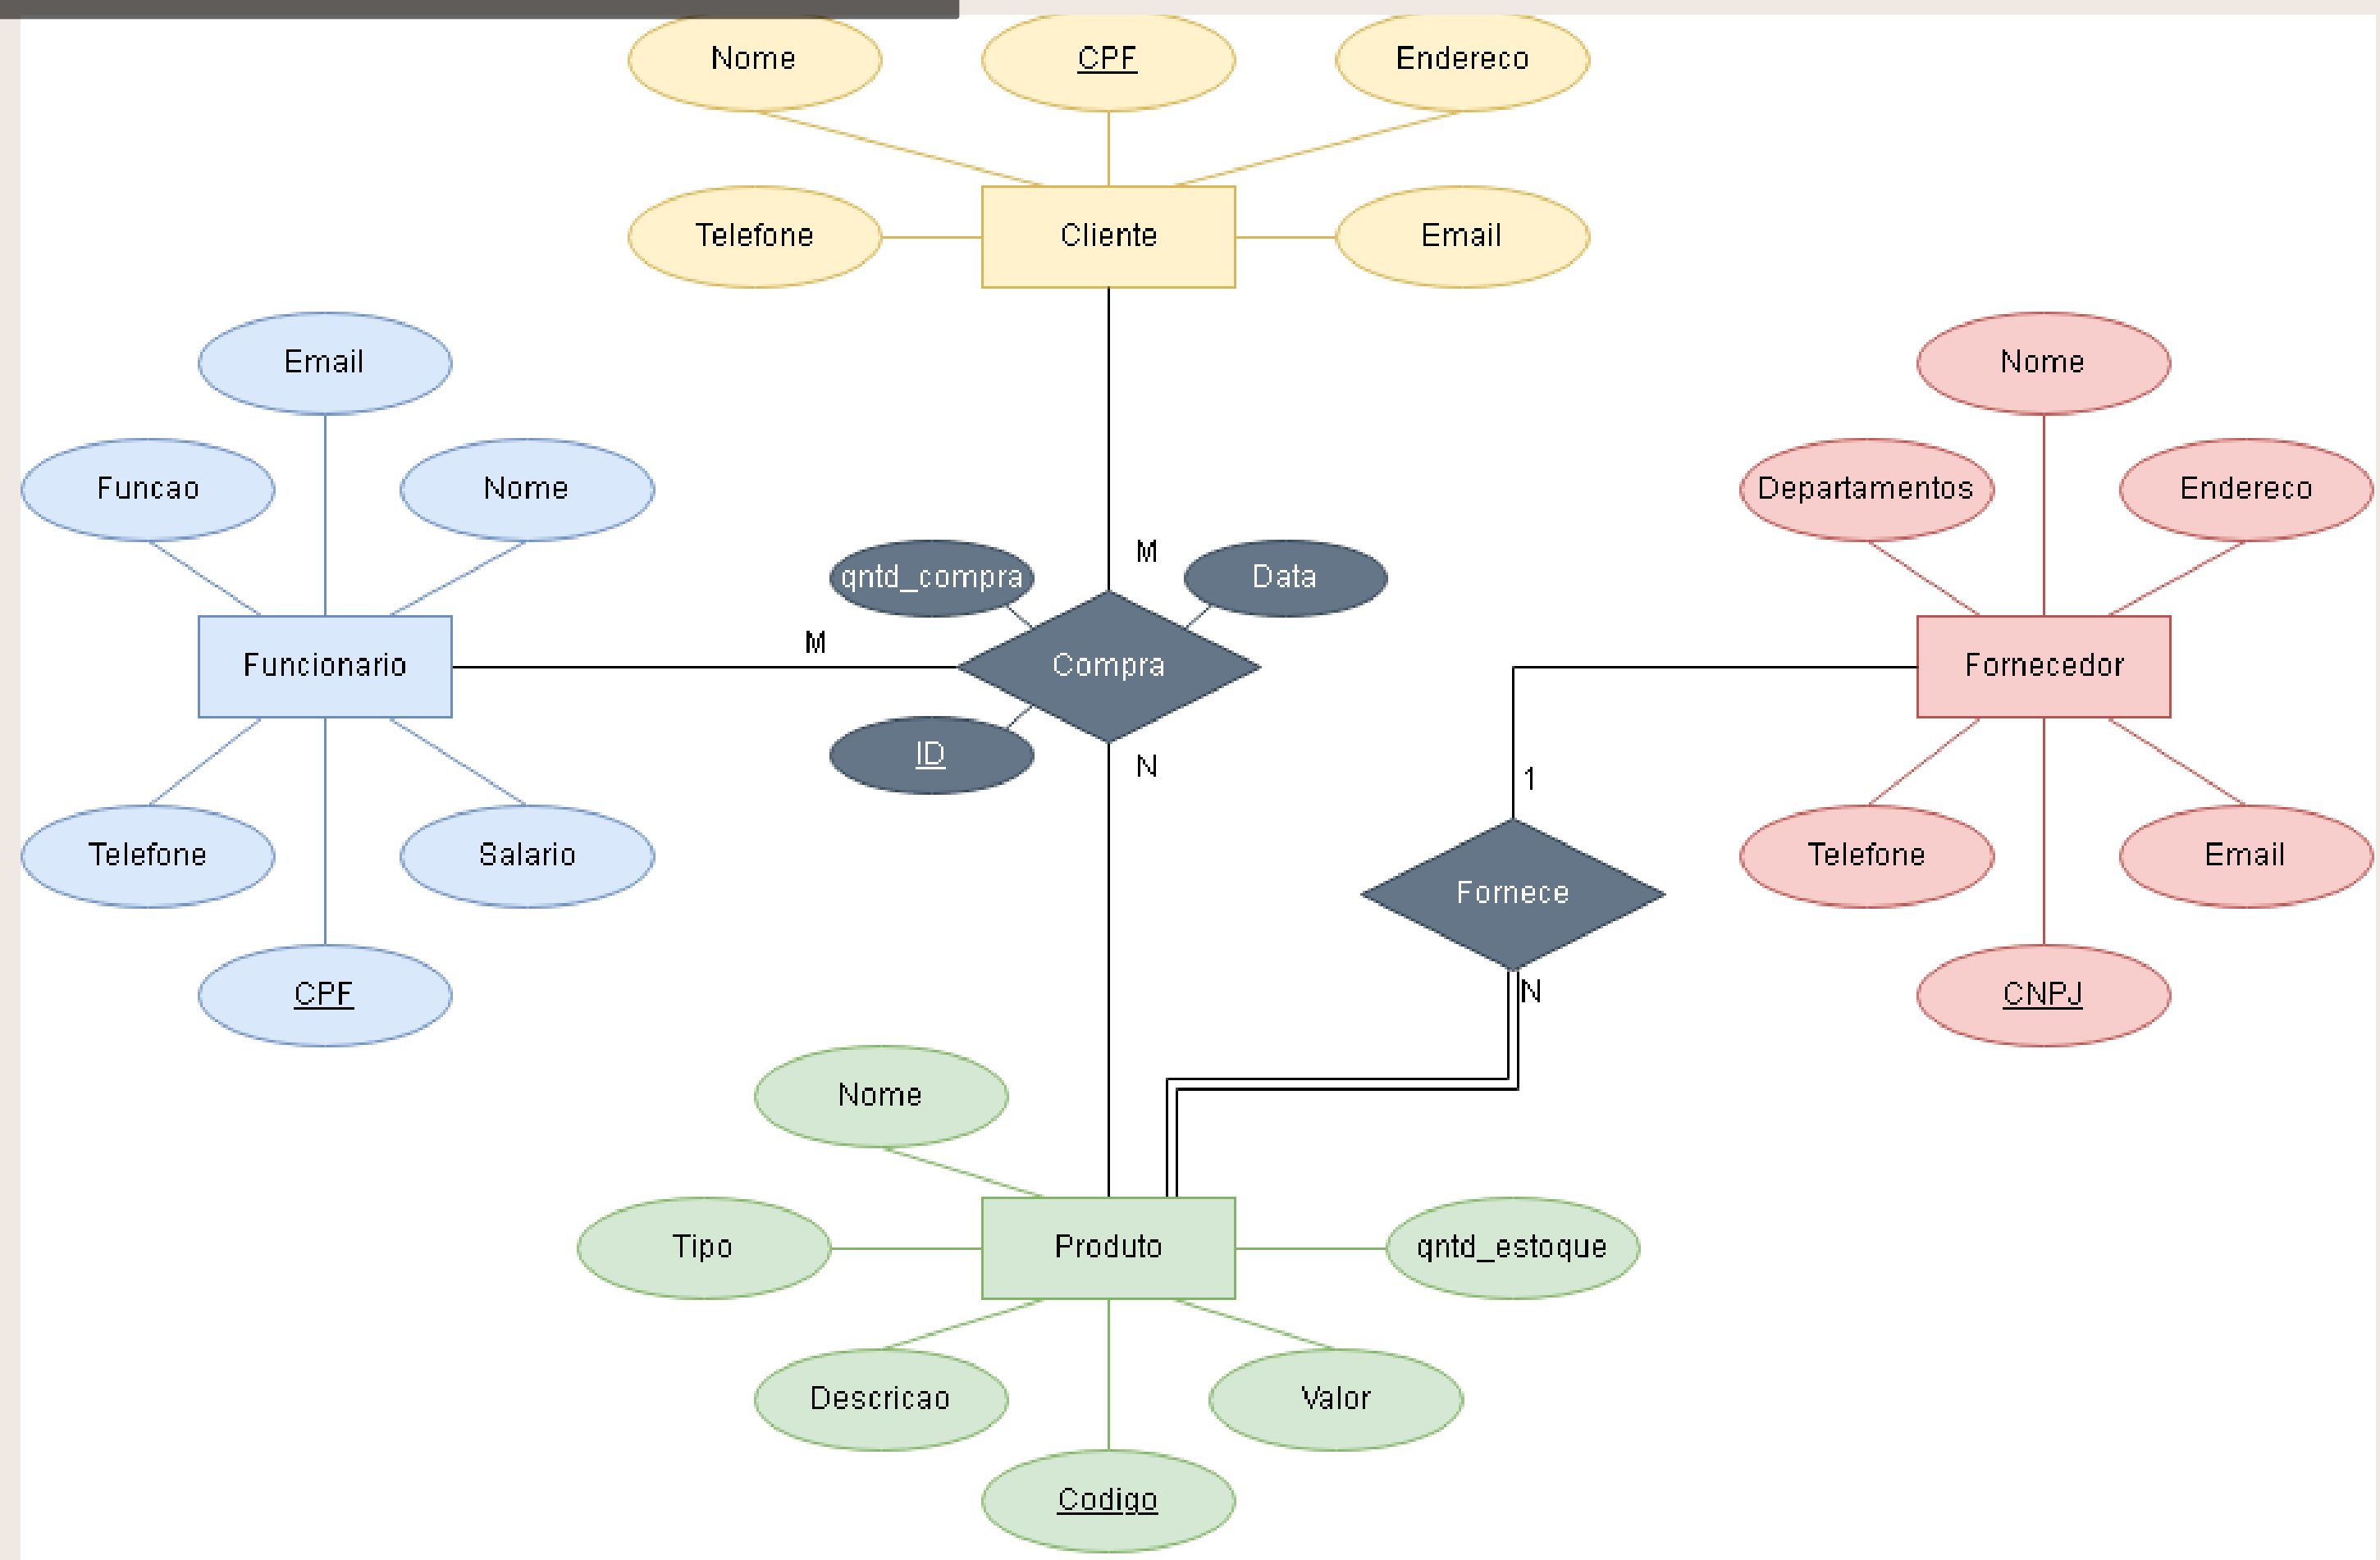 Nome
CPF
Endereco
Telefone
Cliente
Email
Email
Nome
Funcao
Nome
Departamentos
Endereco
M
qntd_compra
Data
M
Funcionario
Compra
Fornecedor
ID
N
1
Telefone
Salario
Telefone
Email
Fornece
CPF
N
CNPJ
Nome
Tipo
Produto
qntd_estoque
Descricao
Valor
Codigo